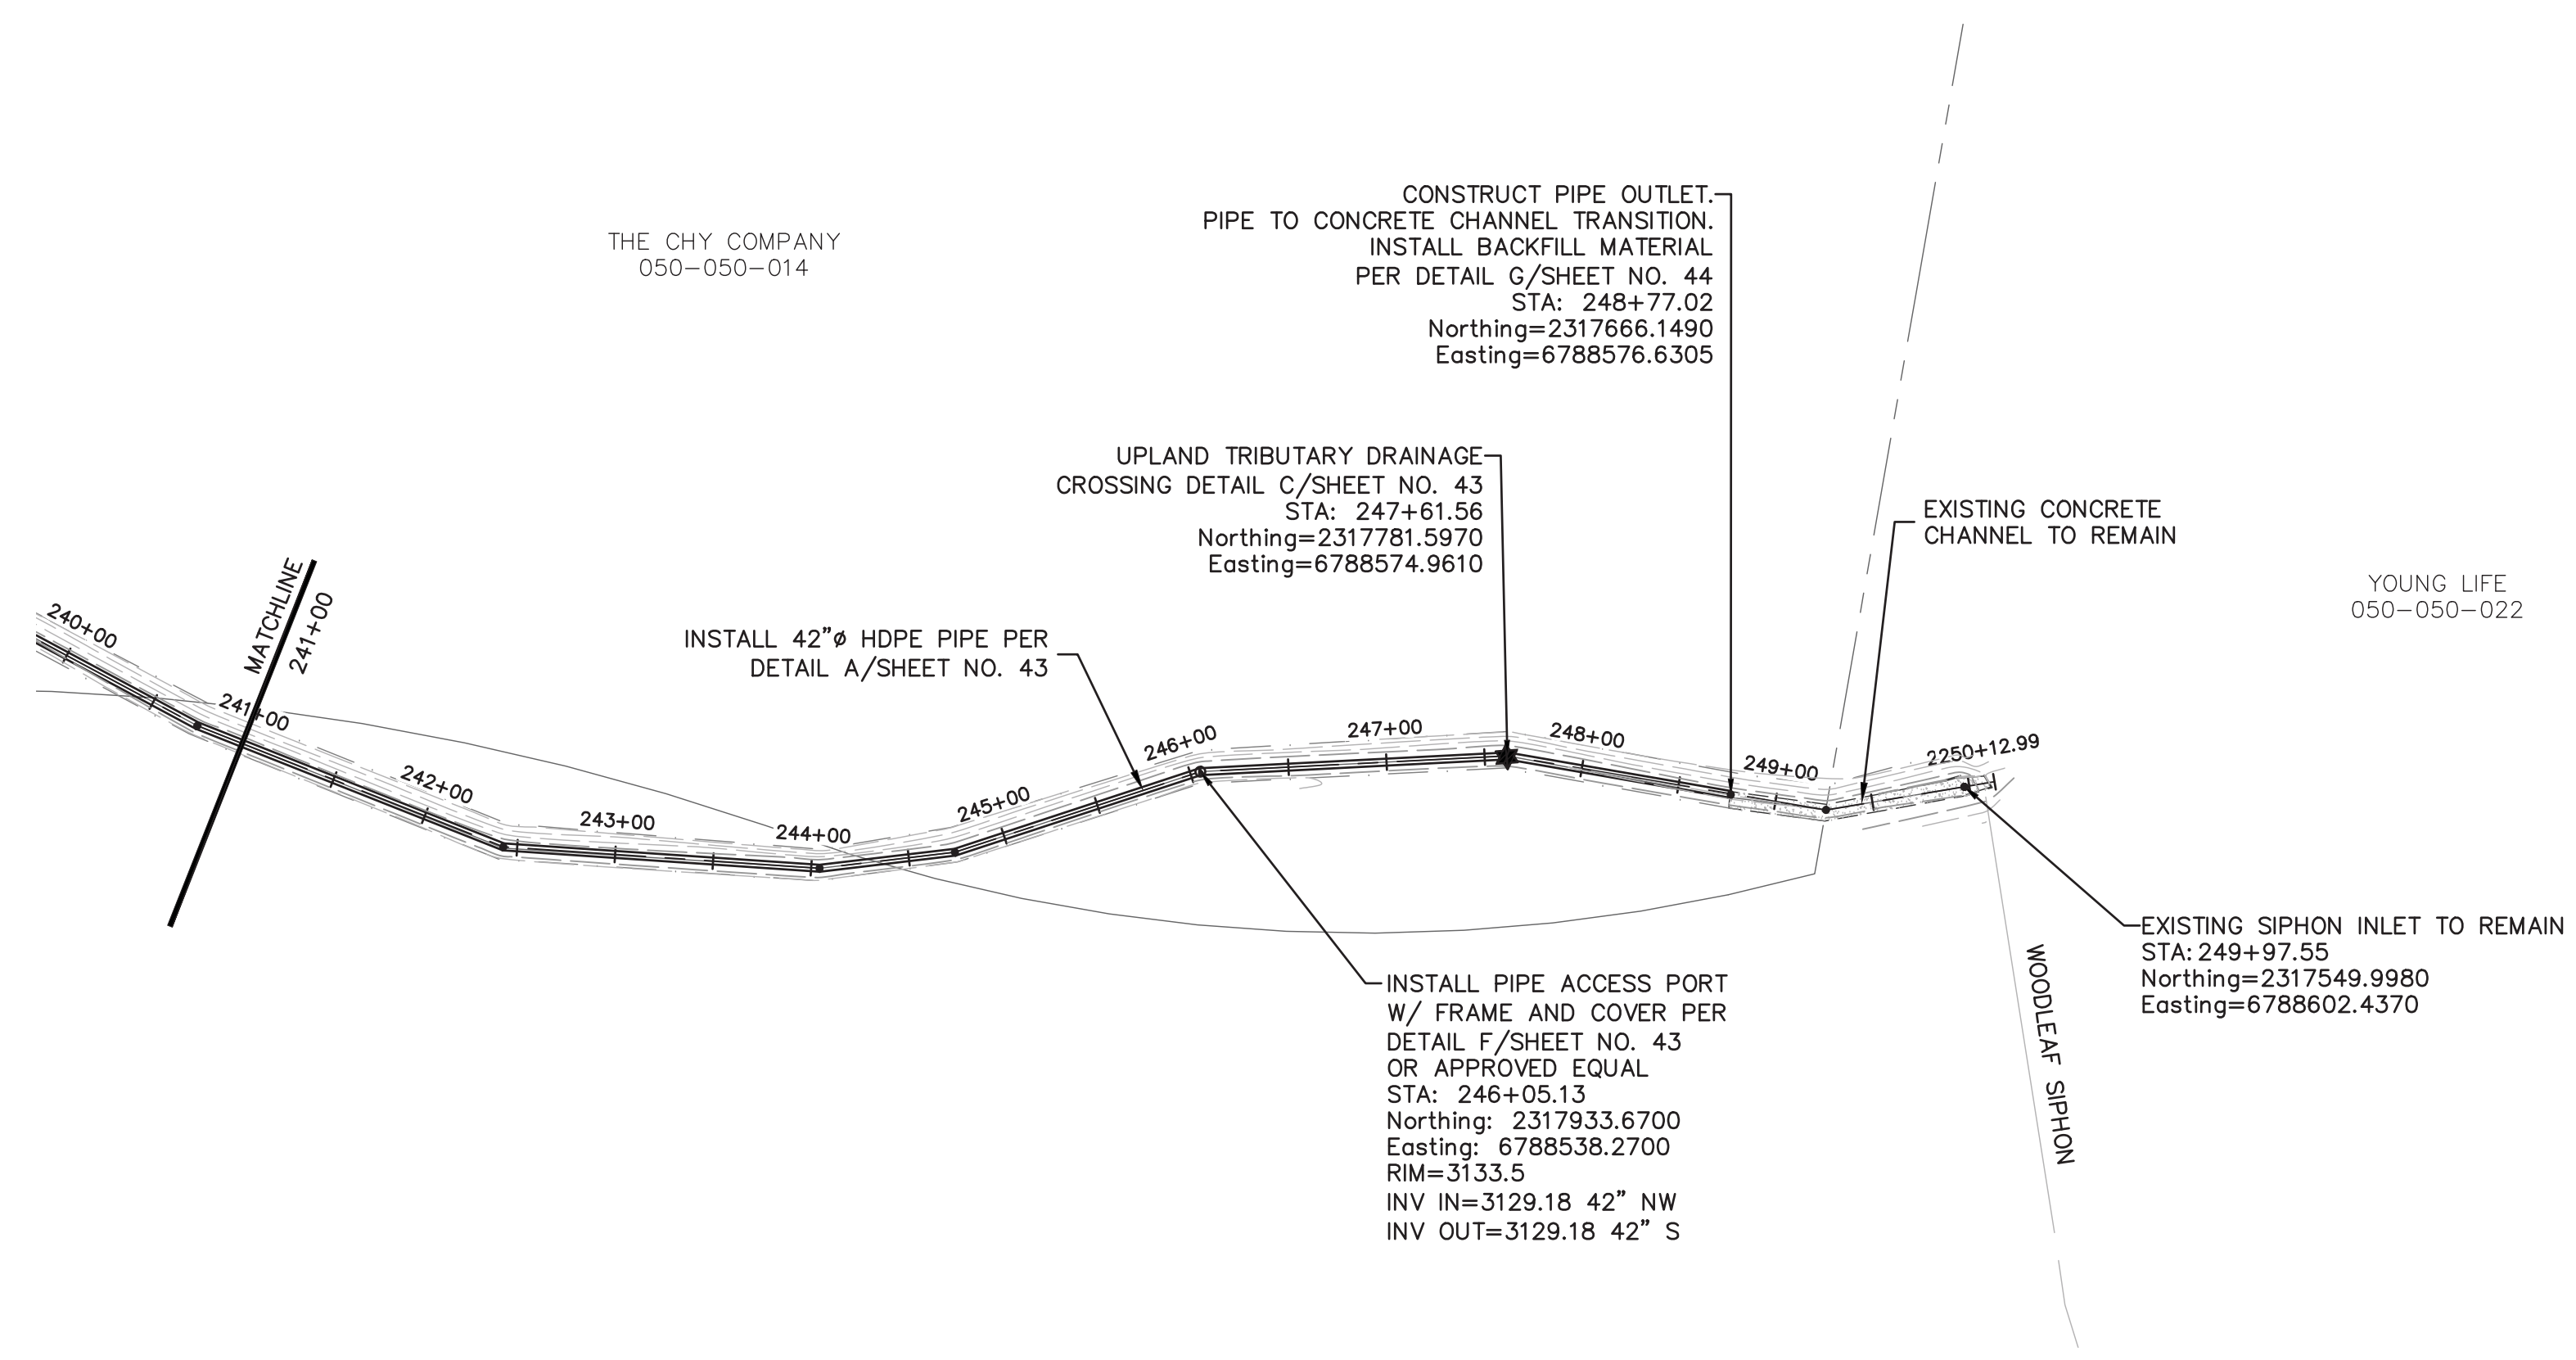 THE CHY COMPANY
050-050-014
CONSTRUCT PIPE OUTLET.
PIPE TO CONCRETE CHANNEL TRANSITION.
INSTALL BACKFILL MATERIAL
PER DETAIL G/SHEET NO. 44
STA: 248+77.02
Northing=2317666.1490
Easting=6788576.6305
UPLAND TRIBUTARY DRAINAGE
CROSSING DETAIL C/SHEET NO. 43
STA: 247+61.56
Northing=2317781.5970
Easting=6788574.9610
EXISTING CONCRETE
CHANNEL TO REMAIN
YOUNG LIFE
050-050-022
MATCHLINE
241+00
INSTALL 42"ø HDPE PIPE PER
DETAIL A/SHEET NO. 43
240+00
241+00
242+00
243+00
244+00
245+00
246+00
247+00
248+00
249+00
2250+12.99
EXISTING SIPHON INLET TO REMAIN
STA: 249+97.55
Northing=2317549.9980
Easting=6788602.4370
WOODLEAF SIPHON
INSTALL PIPE ACCESS PORT
W/ FRAME AND COVER PER
DETAIL F/SHEET NO. 43
OR APPROVED EQUAL
STA: 246+05.13
Northing: 2317933.6700
Easting: 6788538.2700
RIM=3133.5
INV IN=3129.18 42" NW
INV OUT=3129.18 42" S